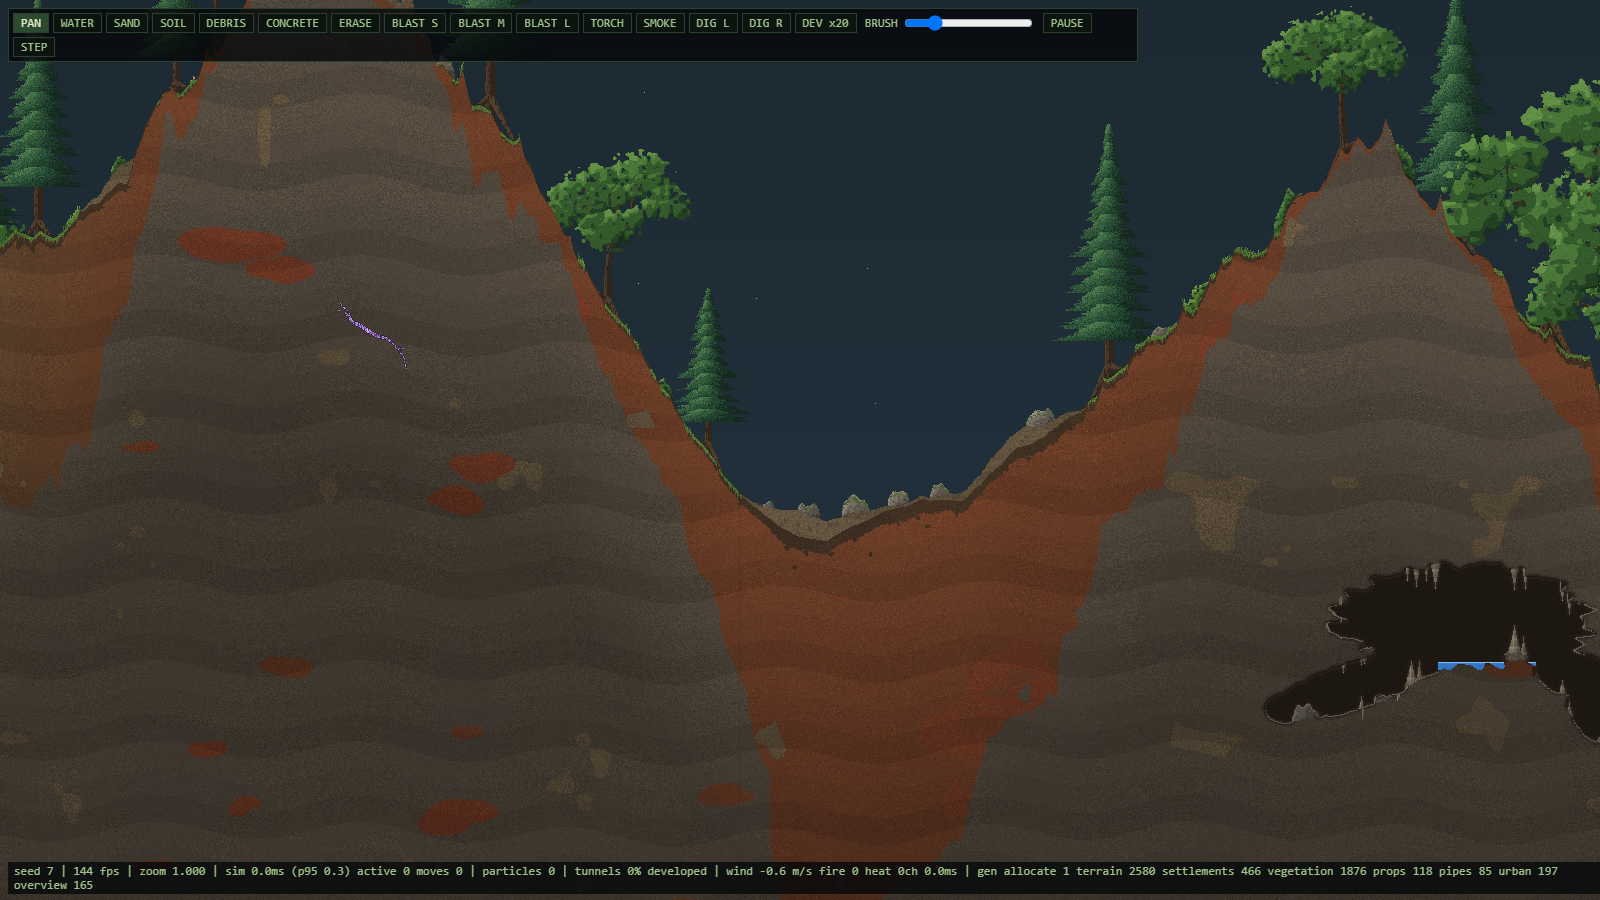 PAN WATER SAND SOIL DEBRIS CONCRETE ERASE BLAST S BLAST M BLAST L TORCH SMOKE DIG L DIG R DEV x20 BRUSH PAUSE
STEP
seed 7 | 144 fps | zoom 1.000 | sim 0.0ms (p95 0.3) active 0 moves 0 | particles 0 | tunnels 0% developed | wind -0.6 m/s fire 0 heat 0ch 0.0ms | gen allocate 1 terrain 2580 settlements 466 vegetation 1876 props 118 pipes 85 urban 197
overview 165